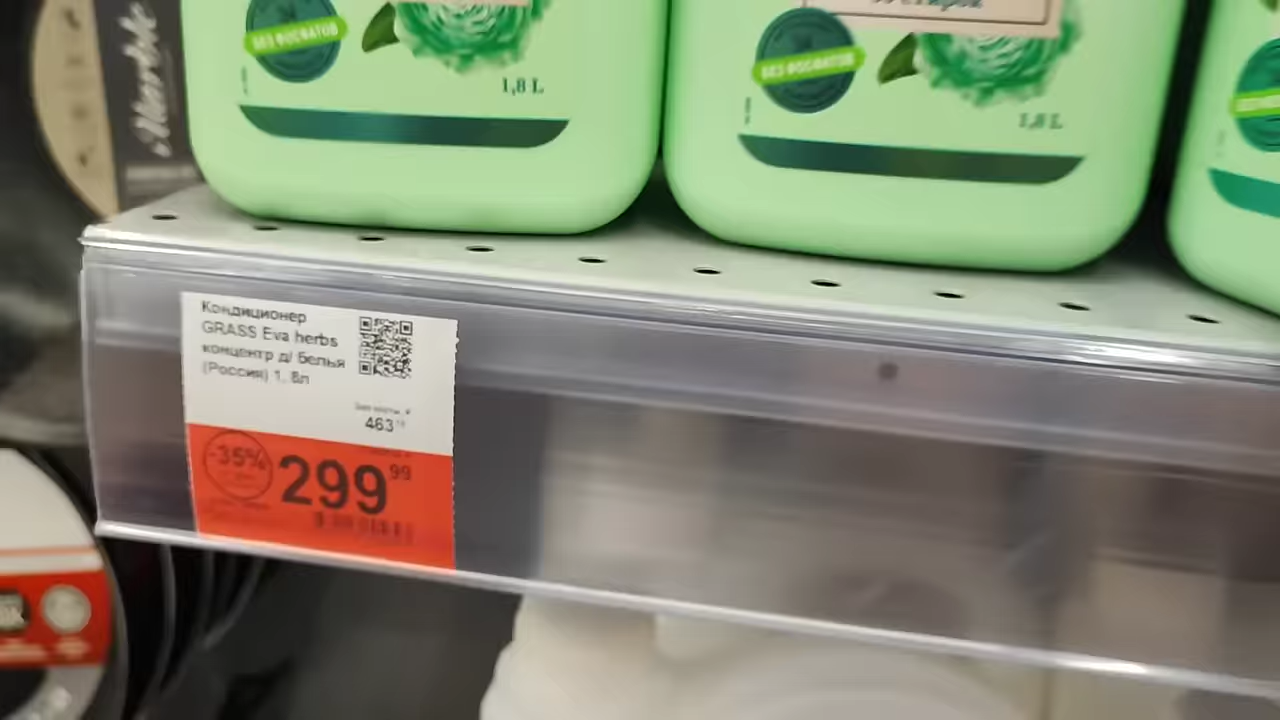 Herbic
БЕЗ ФОСФАТОВ
1,8 L
БЕЗ ФОСФАТОВ
1,8 L
Кондиционер
GRASS Eva herbs
концентр д/ белья
(Россия) 1. 8л
463
-35%
299 99